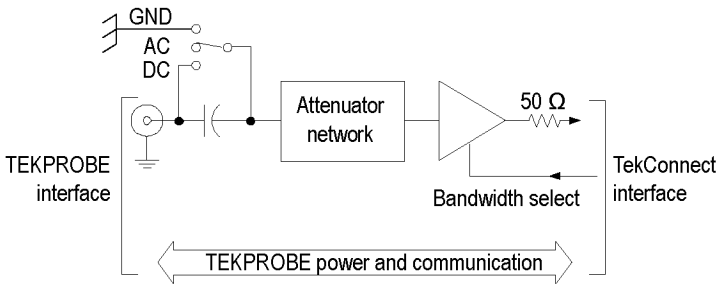 GND
AC
DC
Attenuator
network
50 Ω
TEKPROBE
interface
TekConnect
interface
Bandwidth select
TEKPROBE power and communication